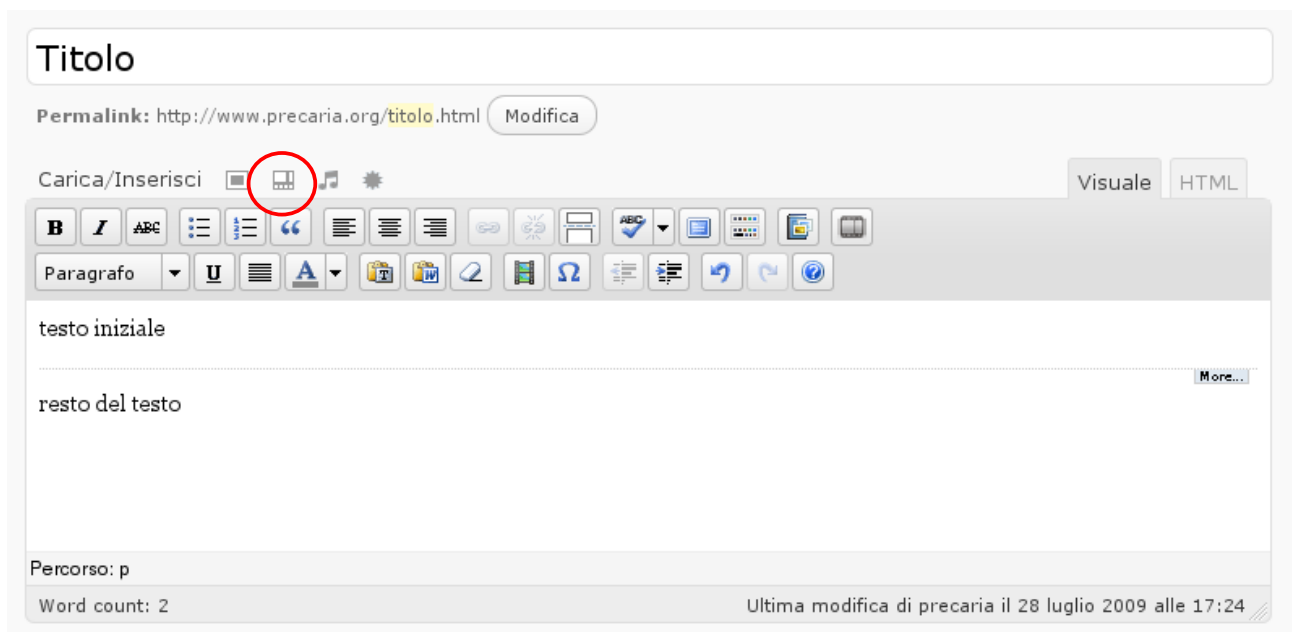 Titolo
Permalink: http://www.precaria.org/titolo.html Modifica
Carica/Inserisci Visuale HTML
B I ABC ABC
Paragrafo U A T W Ω
testo iniziale
More...
resto del testo
Percorso: p
Word count: 2 Ultima modifica di precaria il 28 luglio 2009 alle 17:24